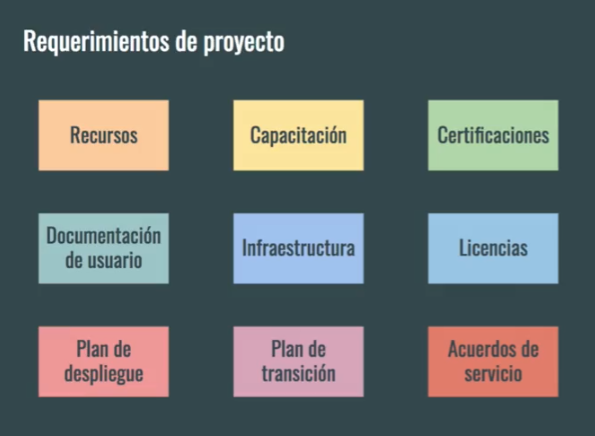 Requerimientos de proyecto
Recursos
Capacitación
Certificaciones
Documentación
de usuario
Infraestructura
Licencias
Plan de
despliegue
Plan de
transición
Acuerdos de
servicio